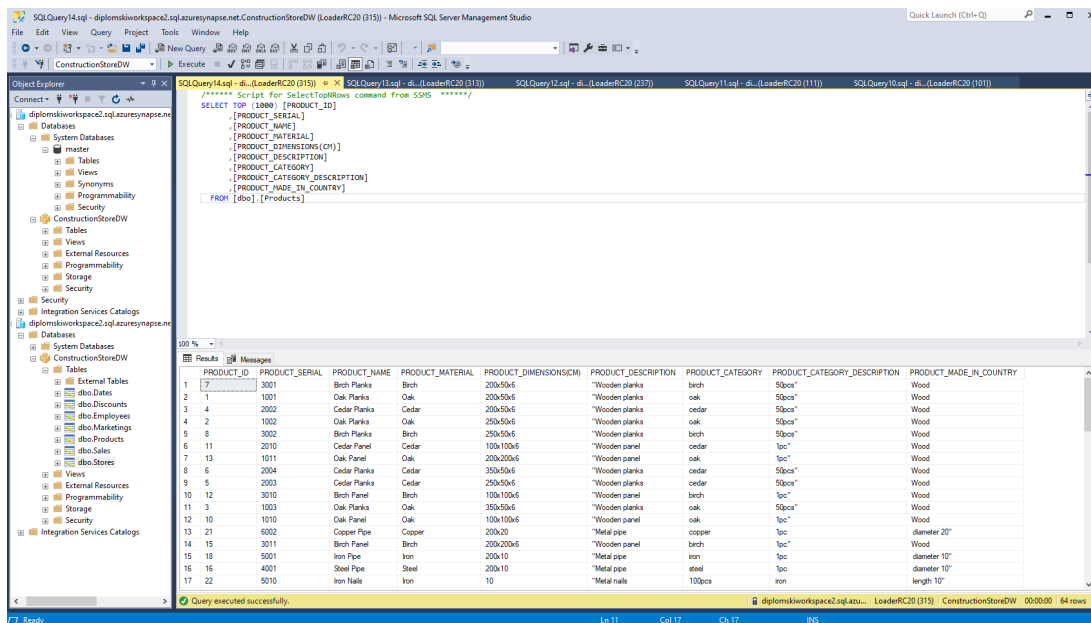 SQLQuery14.sql - diplomskiworkspace2.sql.azuresynapse.net.ConstructionStoreDW (LoaderRC20 (315)) - Microsoft SQL Server Management Studio
Quick Launch (Ctrl+Q)
File Edit View Query Project Tools Window Help
New Query
ConstructionStoreDW Execute
Object Explorer
SQLQuery14.sql - di...(LoaderRC20 (315)) SQLQuery13.sql - di...(LoaderRC20 (313)) SQLQuery12.sql - di...(LoaderRC20 (237)) SQLQuery11.sql - di...(LoaderRC20 (111)) SQLQuery10.sql - di...(LoaderRC20 (101))
Connect
diplomskiworkspace2.sql.azuresynapse.ne
Databases
System Databases
master
Tables
Views
Synonyms
Programmability
Security
ConstructionStoreDW
Tables
Views
External Resources
Programmability
Storage
Security
Security
Integration Services Catalogs
diplomskiworkspace2.sql.azuresynapse.ne
Databases
System Databases
ConstructionStoreDW
Tables
External Tables
dbo.Dates
dbo.Discounts
dbo.Employees
dbo.Marketings
dbo.Products
dbo.Sales
dbo.Stores
Views
External Resources
Programmability
Storage
Security
Integration Services Catalogs
/****** Script for SelectTopNRows command from SSMS ******/
SELECT TOP (1000) [PRODUCT_ID]
,[PRODUCT_SERIAL]
,[PRODUCT_NAME]
,[PRODUCT_MATERIAL]
,[PRODUCT_DIMENSIONS(CM)]
,[PRODUCT_DESCRIPTION]
,[PRODUCT_CATEGORY]
,[PRODUCT_CATEGORY_DESCRIPTION]
,[PRODUCT_MADE_IN_COUNTRY]
FROM [dbo].[Products]
100 %
Results Messages
PRODUCT_ID PRODUCT_SERIAL PRODUCT_NAME PRODUCT_MATERIAL PRODUCT_DIMENSIONS(CM) PRODUCT_DESCRIPTION PRODUCT_CATEGORY PRODUCT_CATEGORY_DESCRIPTION PRODUCT_MADE_IN_COUNTRY
1 7 3001 Birch Planks Birch 200x50x6 "Wooden planks birch 50pcs" Wood
2 1 1001 Oak Planks Oak 200x50x6 "Wooden planks oak 50pcs" Wood
3 4 2002 Cedar Planks Cedar 200x50x6 "Wooden planks cedar 50pcs" Wood
4 2 1002 Oak Planks Oak 250x50x6 "Wooden planks oak 50pcs" Wood
5 8 3002 Birch Planks Birch 250x50x6 "Wooden planks birch 50pcs" Wood
6 11 2010 Cedar Panel Cedar 100x100x6 "Wooden panel cedar 1pc" Wood
7 13 1011 Oak Panel Oak 200x200x6 "Wooden panel oak 1pc" Wood
8 6 2004 Cedar Planks Cedar 350x50x6 "Wooden planks cedar 50pcs" Wood
9 5 2003 Cedar Planks Cedar 250x50x6 "Wooden planks cedar 50pcs" Wood
10 12 3010 Birch Panel Birch 100x100x6 "Wooden panel birch 1pc" Wood
11 3 1003 Oak Planks Oak 350x50x6 "Wooden planks oak 50pcs" Wood
12 10 1010 Oak Panel Oak 100x100x6 "Wooden panel oak 1pc" Wood
13 21 6002 Copper Pipe Copper 200x20 "Metal pipe copper 1pc diameter 20"
14 15 3011 Birch Panel Birch 200x200x6 "Wooden panel birch 1pc" Wood
15 18 5001 Iron Pipe Iron 200x10 "Metal pipe iron 1pc diameter 10"
16 16 4001 Steel Pipe Steel 200x10 "Metal pipe steel 1pc diameter 10"
17 22 5010 Iron Nails Iron 10 "Metal nails 100pcs iron length 10"
Query executed successfully. diplomskiworkspace2.sql.azu... LoaderRC20 (315) ConstructionStoreDW 00:00:00 64 rows
Ready Ln 11 Col 17 Ch 17 INS